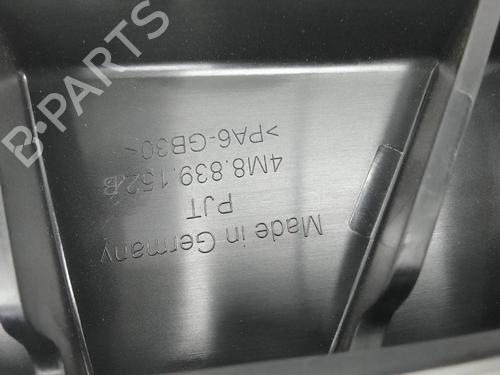 Made in Germany
PJT
4M8.839.152.B
>PA6-GB30<
B-PARTS